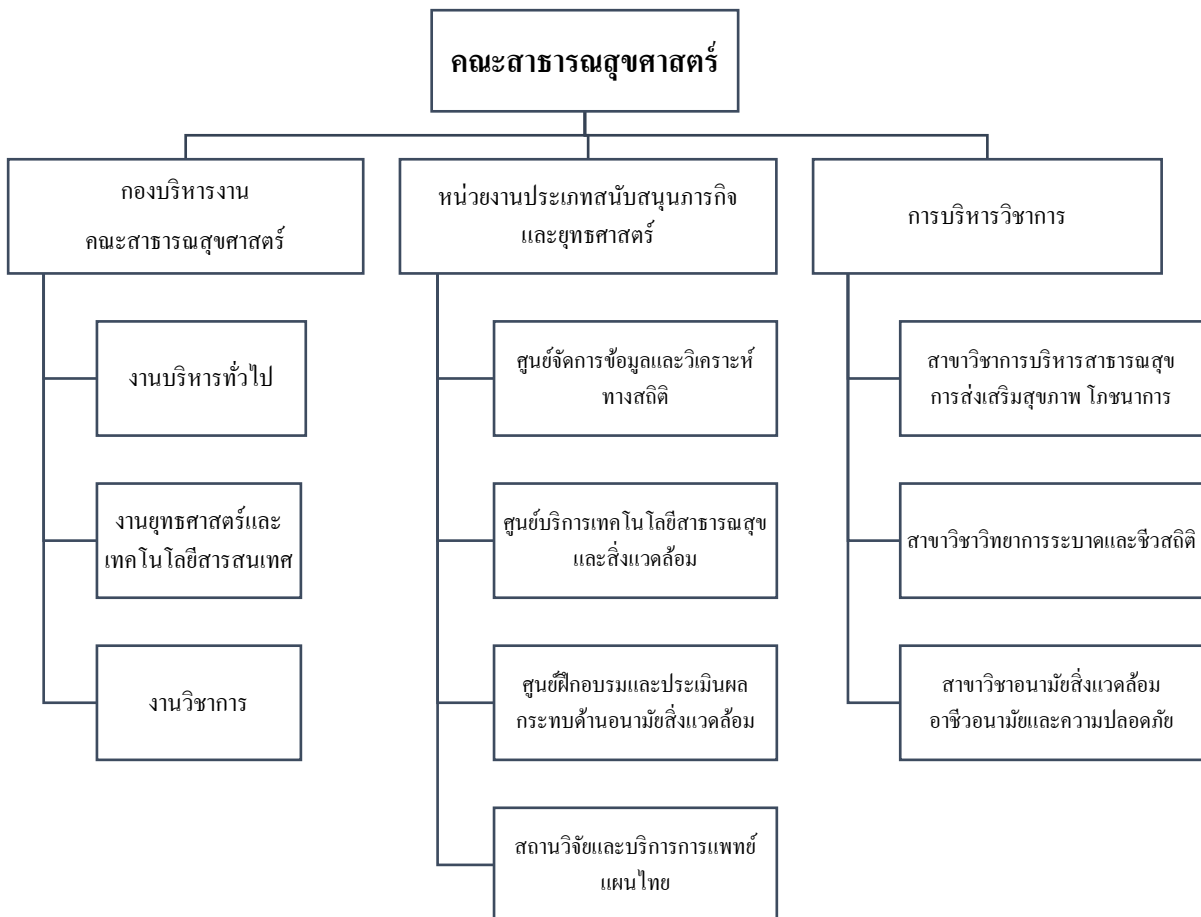 คณะสาธารณสุขศาสตร์
กองบริหารงาน
คณะสาธารณสุขศาสตร์
หน่วยงานประเภทสนับสนุนภารกิจ
และยุทธศาสตร์
การบริหารวิชาการ
งานบริหารทั่วไป
งานยุทธศาสตร์และ
เทคโนโลยีสารสนเทศ
งานวิชาการ
ศูนย์จัดการข้อมูลและวิเคราะห์
ทางสถิติ
ศูนย์บริการเทคโนโลยีสาธารณสุข
และสิ่งแวดล้อม
ศูนย์ฝึกอบรมและประเมินผล
กระทบด้านอนามัยสิ่งแวดล้อม
สถานวิจัยและบริการการแพทย์
แผนไทย
สาขาวิชาการบริหารสาธารณสุข
การส่งเสริมสุขภาพ โภชนาการ
สาขาวิชาวิทยาการระบาดและชีวสถิติ
สาขาวิชาอนามัยสิ่งแวดล้อม
อาชีวอนามัยและความปลอดภัย